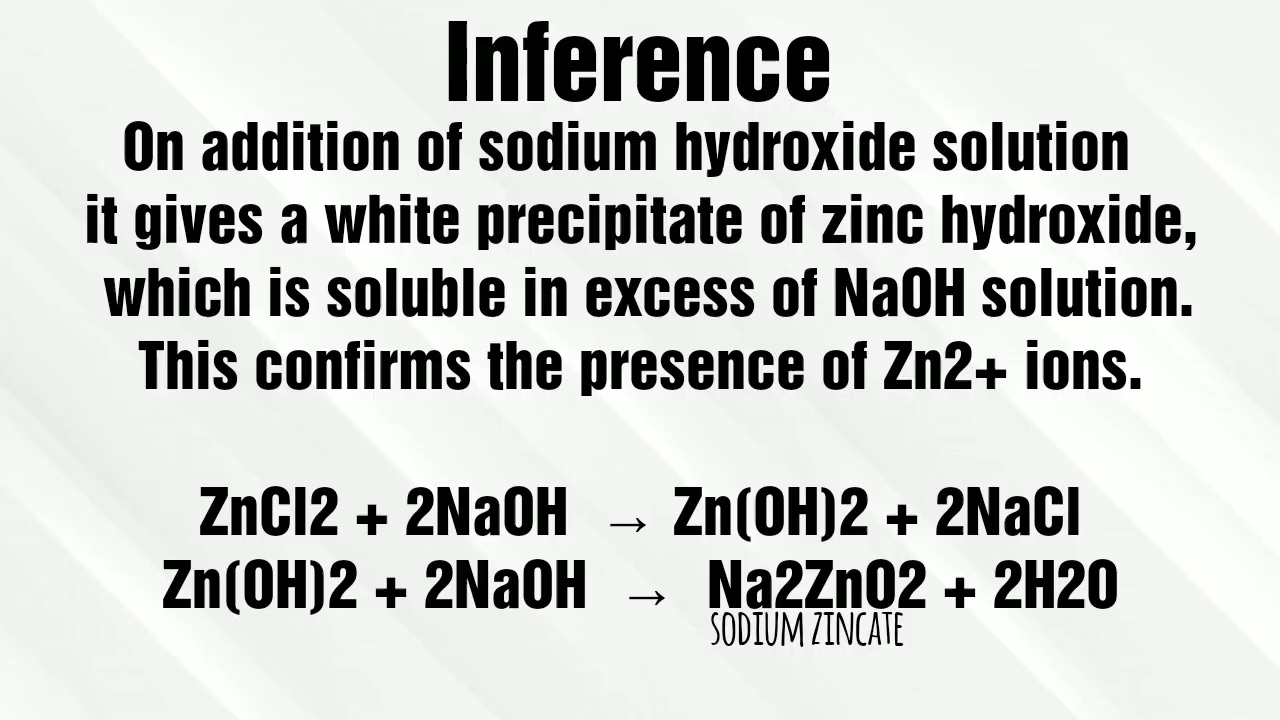 Inference
On addition of sodium hydroxide solution
it gives a white precipitate of zinc hydroxide,
which is soluble in excess of NaOH solution.
This confirms the presence of Zn2+ ions.
ZnCl2 + 2NaOH → Zn(OH)2 + 2NaCl
Zn(OH)2 + 2NaOH → Na2ZnO2 + 2H2O
SODIUM ZINCATE